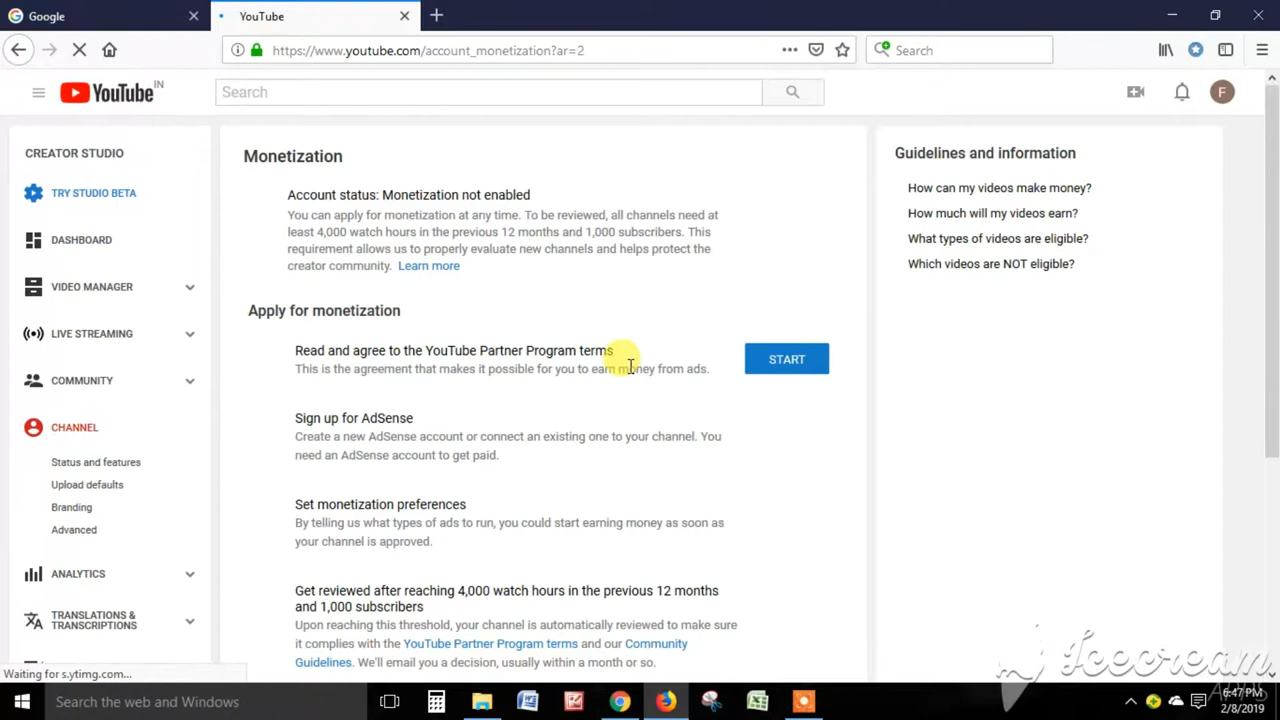 Google
YouTube
https://www.youtube.com/account_monetization?ar=2
Search
YouTube IN
Search
F
CREATOR STUDIO
TRY STUDIO BETA
DASHBOARD
VIDEO MANAGER
LIVE STREAMING
COMMUNITY
CHANNEL
Status and features
Upload defaults
Branding
Advanced
ANALYTICS
TRANSLATIONS &
TRANSCRIPTIONS
Monetization
Account status: Monetization not enabled
You can apply for monetization at any time. To be reviewed, all channels need at
least 4,000 watch hours in the previous 12 months and 1,000 subscribers. This
requirement allows us to properly evaluate new channels and helps protect the
creator community. Learn more
Apply for monetization
Read and agree to the YouTube Partner Program terms
This is the agreement that makes it possible for you to earn money from ads.
START
Sign up for AdSense
Create a new AdSense account or connect an existing one to your channel. You
need an AdSense account to get paid.
Set monetization preferences
By telling us what types of ads to run, you could start earning money as soon as
your channel is approved.
Get reviewed after reaching 4,000 watch hours in the previous 12 months
and 1,000 subscribers
Upon reaching this threshold, your channel is automatically reviewed to make sure
it complies with the YouTube Partner Program terms and our Community
Guidelines. We'll email you a decision, usually within a month or so.
Guidelines and information
How can my videos make money?
How much will my videos earn?
What types of videos are eligible?
Which videos are NOT eligible?
Waiting for s.ytimg.com...
Icecream
APPS
Search the web and Windows
6:47 PM
2/8/2019